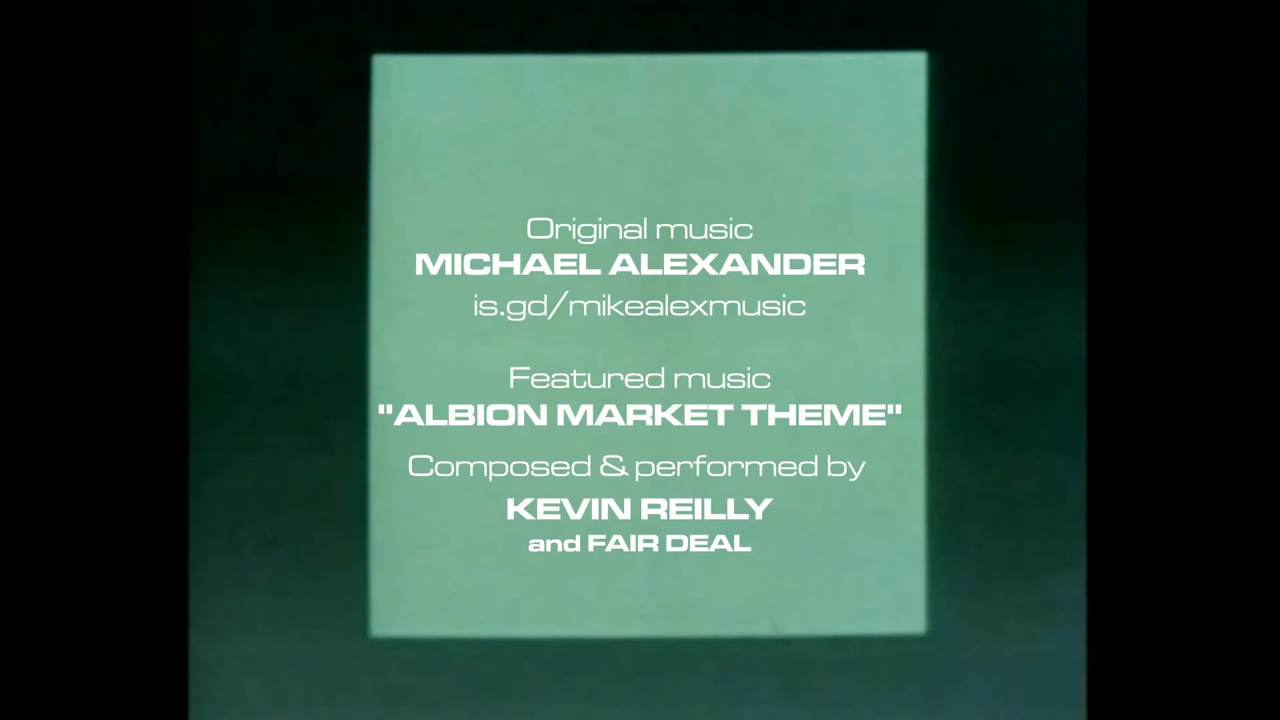 Original music
MICHAEL ALEXANDER
is.gd/mikealexmusic
Featured music
"ALBION MARKET THEME"
Composed & performed by
KEVIN REILLY
and FAIR DEAL